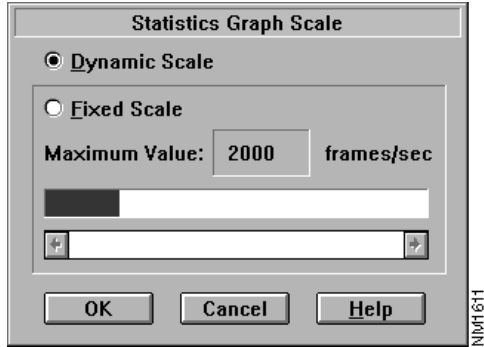 Statistics Graph Scale
Dynamic Scale
Fixed Scale
Maximum Value: 2000 frames/sec
OK Cancel Help
NM1611